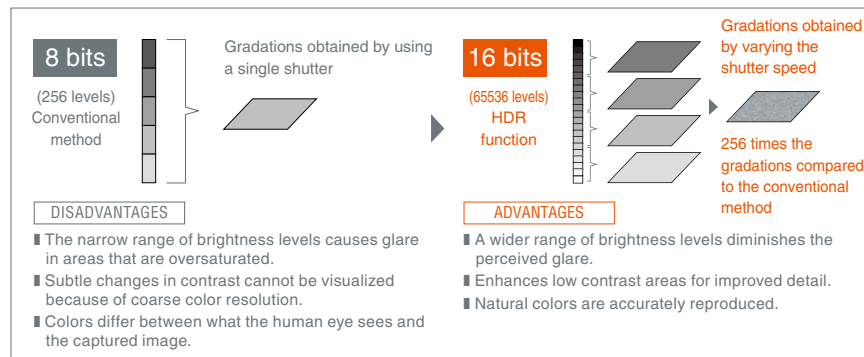 8 bits
(256 levels)
Conventional
method
Gradations obtained by using
a single shutter
DISADVANTAGES
The narrow range of brightness levels causes glare
in areas that are oversaturated.
Subtle changes in contrast cannot be visualized
because of coarse color resolution.
Colors differ between what the human eye sees and
the captured image.
16 bits
(65536 levels)
HDR
function
Gradations obtained
by varying the
shutter speed
256 times the
gradations compared
to the conventional
method
ADVANTAGES
A wider range of brightness levels diminishes the
perceived glare.
Enhances low contrast areas for improved detail.
Natural colors are accurately reproduced.